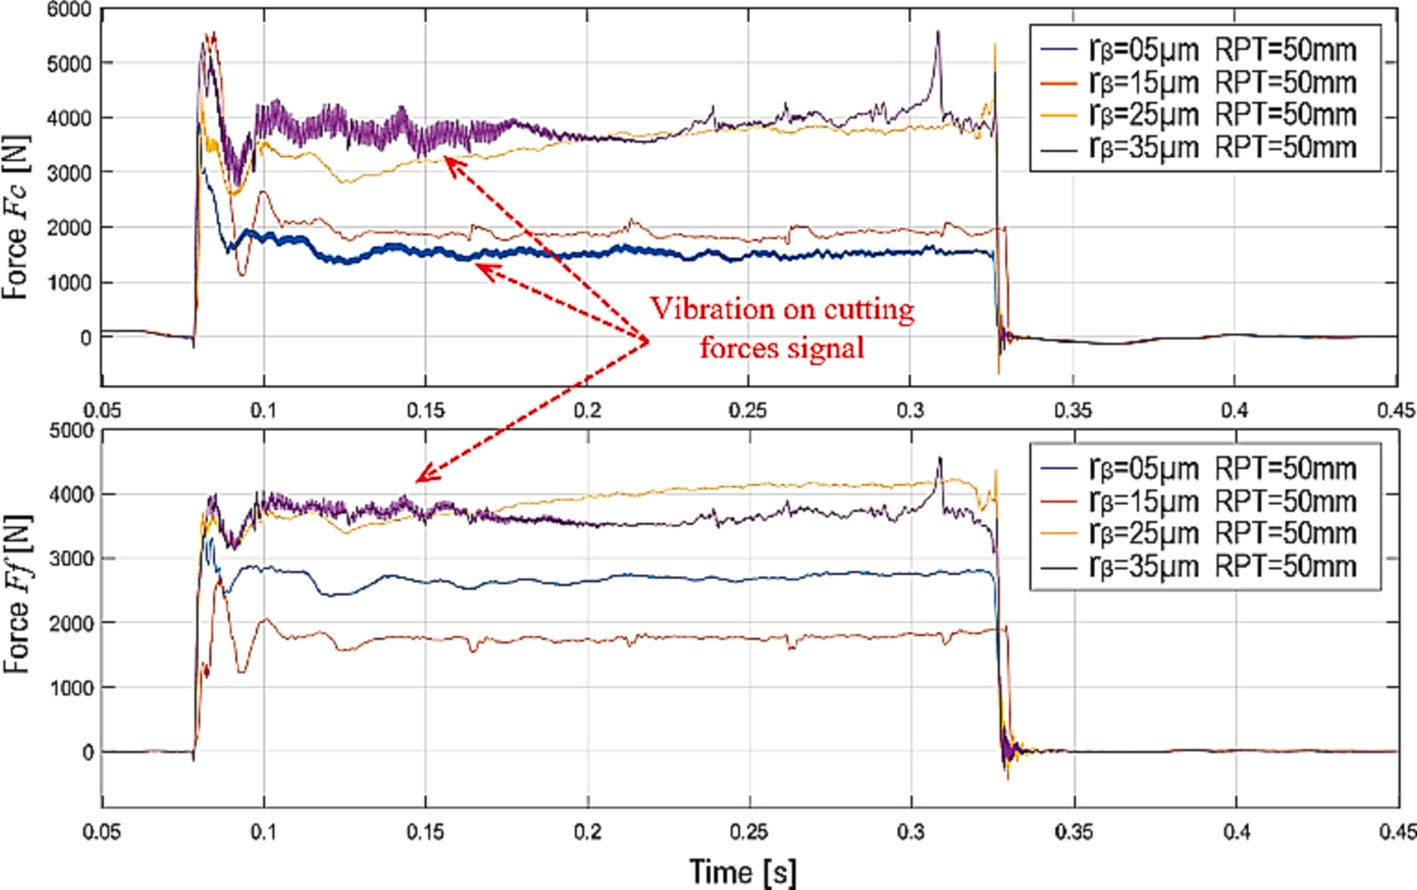 6000
5000
4000
3000
2000
1000
0
Force Fc [N]
rβ=05µm RPT=50mm
rβ=15µm RPT=50mm
rβ=25µm RPT=50mm
rβ=35µm RPT=50mm
Vibration on cutting
forces signal
0.05 0.1 0.15 0.2 0.25 0.3 0.35 0.4 0.45
5000
4000
3000
2000
1000
0
Force Ff [N]
rβ=05µm RPT=50mm
rβ=15µm RPT=50mm
rβ=25µm RPT=50mm
rβ=35µm RPT=50mm
0.05 0.1 0.15 0.2 0.25 0.3 0.35 0.4 0.45
Time [s]